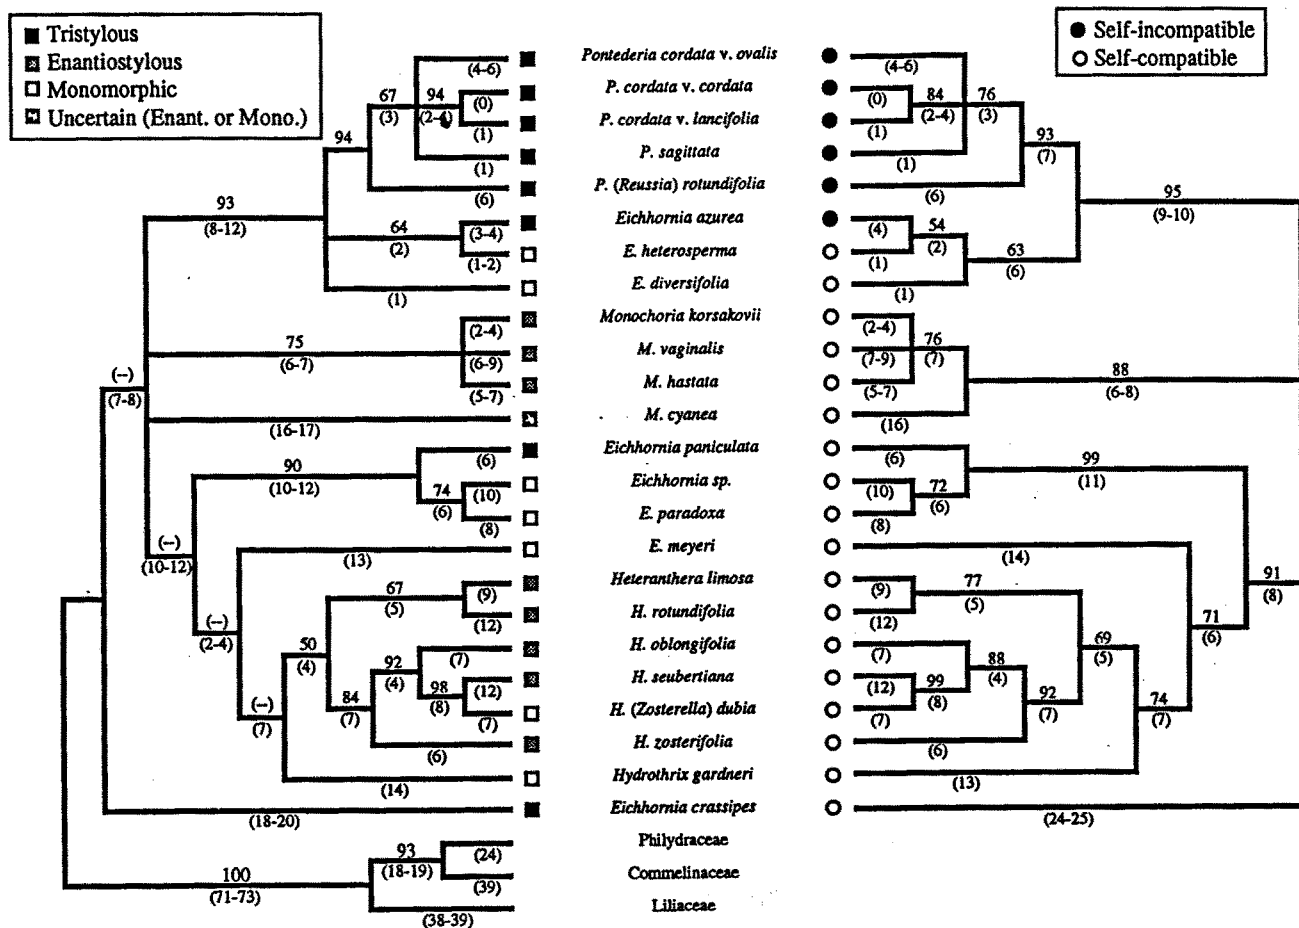 Tristylous
Enantiostylous
Monomorphic
Uncertain (Enant. or Mono.)
Self-incompatible
Self-compatible
(4-6) Pontederia cordata v. ovalis (4-6)
67 94 (0) P. cordata v. cordata (0) 84 76
(3) (2-4) (1) P. cordata v. lancifolia (1) (2-4) (3)
94 93
(1) P. sagittata (1) (7)
(6) P. (Reussia) rotundifolia (6)
93 95
(8-12) (9-10)
64 (3-4) Eichhornia azurea (4) 54
(2) (1-2) E. heterosperma (1) (2) 63
(6)
(1) E. diversifolia (1)
(2-4) Monochoria korsakovii (2-4)
75 76
(6-7) (6-9) M. vaginalis (7-9) (7)
(--) 88
(7-8) (5-7) M. hastata (5-7) (6-8)
(16-17) M. cyanea (16)
(6) Eichhornia paniculata (6)
90 99
(10-12) (11)
74 (10) Eichhornia sp. (10) 72
(6) (8) E. paradoxa (8) (6)
(--)
(10-12) (13) E. meyeri (14)
67 (9) Heteranthera limosa (9) 77 91
(5) (12) H. rotundifolia (12) (5) (8)
(--) 71
(2-4) (6)
50 (7) H. oblongifolia (7) 69
(4) (5)
92 88
(4) (4)
84 98 (12) H. seubertiana (12) 99 92 74
(7) (8) (7) H. (Zosterella) dubia (7) (8) (7) (7)
(--)
(7) (6) H. zosterifolia (6)
(14) Hydrothrix gardneri (13)
(18-20) Eichhornia crassipes (24-25)
93 (24) Philydraceae
(18-19) (39) Commelinaceae
100
(71-73) (38-39) Liliaceae